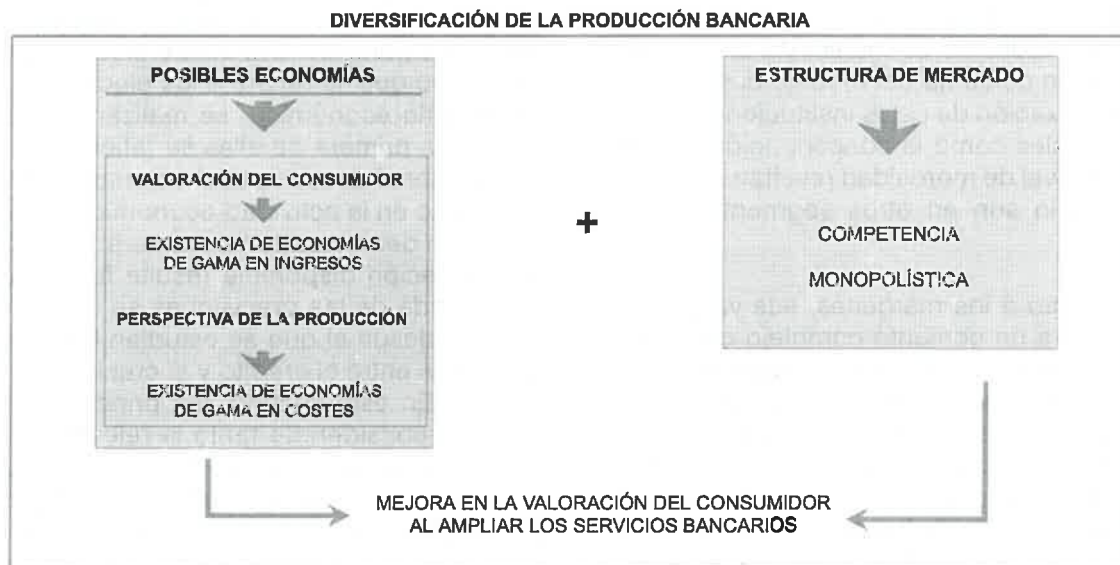 DIVERSIFICACIÓN DE LA PRODUCCIÓN BANCARIA
POSIBLES ECONOMÍAS
VALORACIÓN DEL CONSUMIDOR
EXISTENCIA DE ECONOMÍAS
DE GAMA EN INGRESOS
PERSPECTIVA DE LA PRODUCCIÓN
EXISTENCIA DE ECONOMÍAS
DE GAMA EN COSTES
+
ESTRUCTURA DE MERCADO
COMPETENCIA
MONOPOLÍSTICA
MEJORA EN LA VALORACIÓN DEL CONSUMIDOR
AL AMPLIAR LOS SERVICIOS BANCARIOS